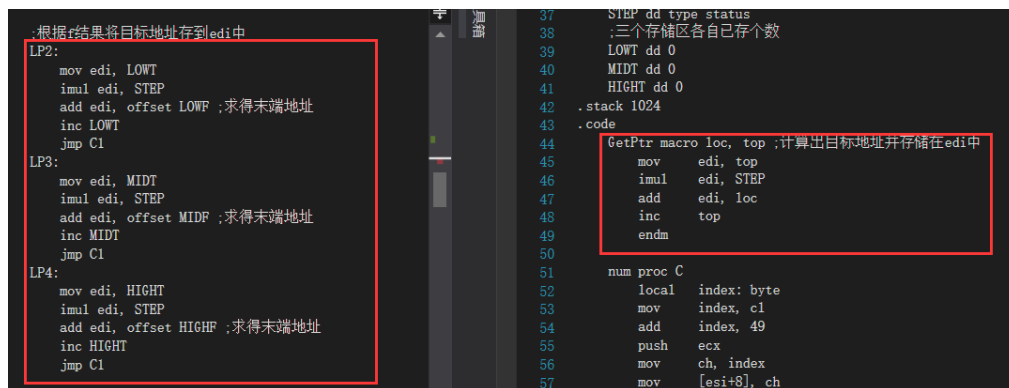 ;根据f结果将目标地址存到edi中
LP2:
mov edi, LOWT
imul edi, STEP
add edi, offset LOWF ;求得末端地址
inc LOWT
jmp C1
LP3:
mov edi, MIDT
imul edi, STEP
add edi, offset MIDF ;求得末端地址
inc MIDT
jmp C1
LP4:
mov edi, HIGHT
imul edi, STEP
add edi, offset HIGHF ;求得末端地址
inc HIGHT
jmp C1
具箱
37 STEP dd type status
38 ;三个存储区各自已存个数
39 LOWT dd 0
40 MIDT dd 0
41 HIGHT dd 0
42 .stack 1024
43 .code
44 GetPtr macro loc, top ;计算出目标地址并存储在edi中
45 mov edi, top
46 imul edi, STEP
47 add edi, loc
48 inc top
49 endm
50
51 num proc C
52 local index: byte
53 mov index, cl
54 add index, 49
55 push ecx
56 mov ch, index
57 mov [esi+8], ch